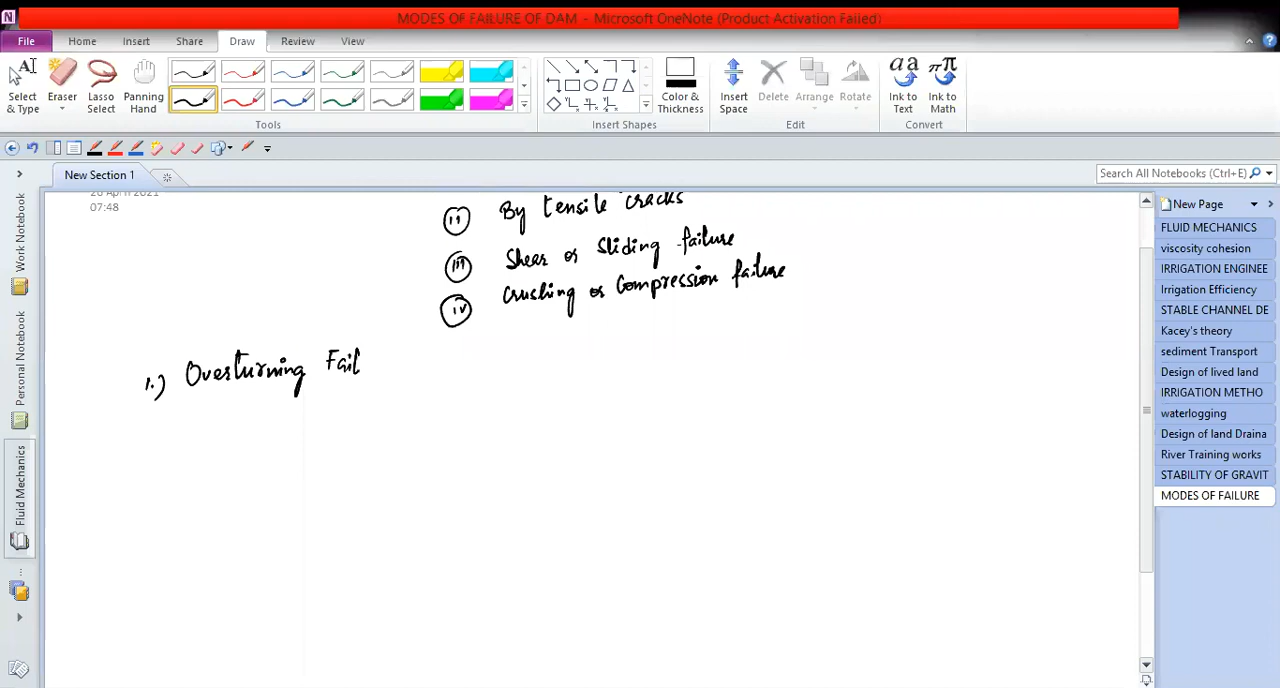 MODES OF FAILURE OF DAM - Microsoft OneNote (Product Activation Failed)
File Home Insert Share Draw Review View
Select & Type
Eraser
Lasso Select
Panning Hand
Color & Thickness
Insert Space
Delete
Arrange
Rotate
Ink to Text
Ink to Math
Tools
Insert Shapes
Edit
Convert
New Section 1
Search All Notebooks (Ctrl+E)
26 April 2021
07:48
(ii) By tensile cracks
(iii) Shear or Sliding failure
(iv) Crushing or Compression failure
1.) Overturning Fail
Work Notebook
Personal Notebook
Fluid Mechanics
New Page
FLUID MECHANICS
viscosity cohesion
IRRIGATION ENGINEE
Irrigation Efficiency
STABLE CHANNEL DE
Kacey's theory
sediment Transport
Design of lived land
IRRIGATION METHO
waterlogging
Design of land Draina
River Training works
STABILITY OF GRAVIT
MODES OF FAILURE